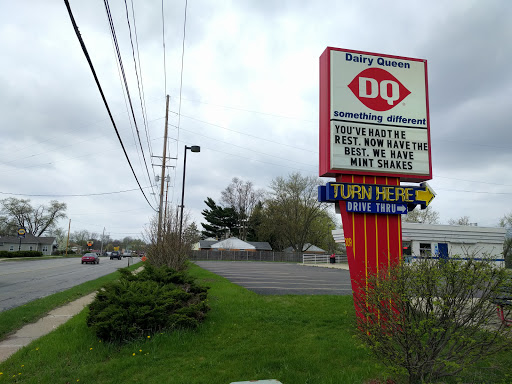 Dairy Queen
DQ
something different
YOU'VE HAD THE
REST. NOW HAVE THE
BEST. WE HAVE
MINT SHAKES
TURN HERE
DRIVE THRU